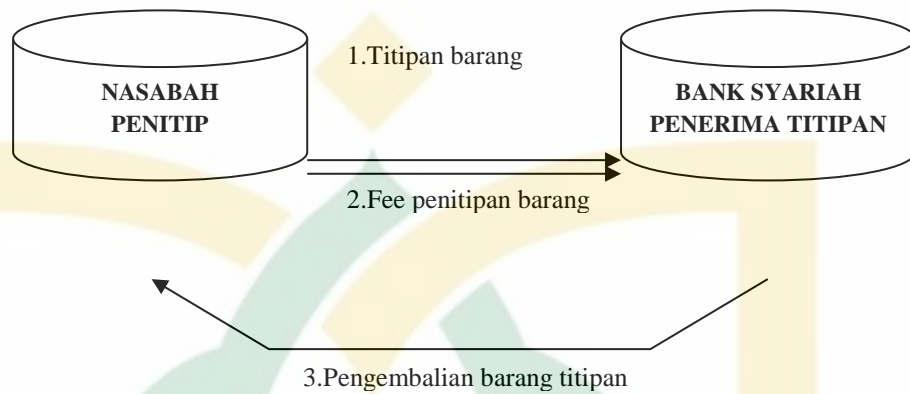 1.Titipan barang
NASABAH
PENITIP
BANK SYARIAH
PENERIMA TITIPAN
2.Fee penitipan barang
3.Pengembalian barang titipan